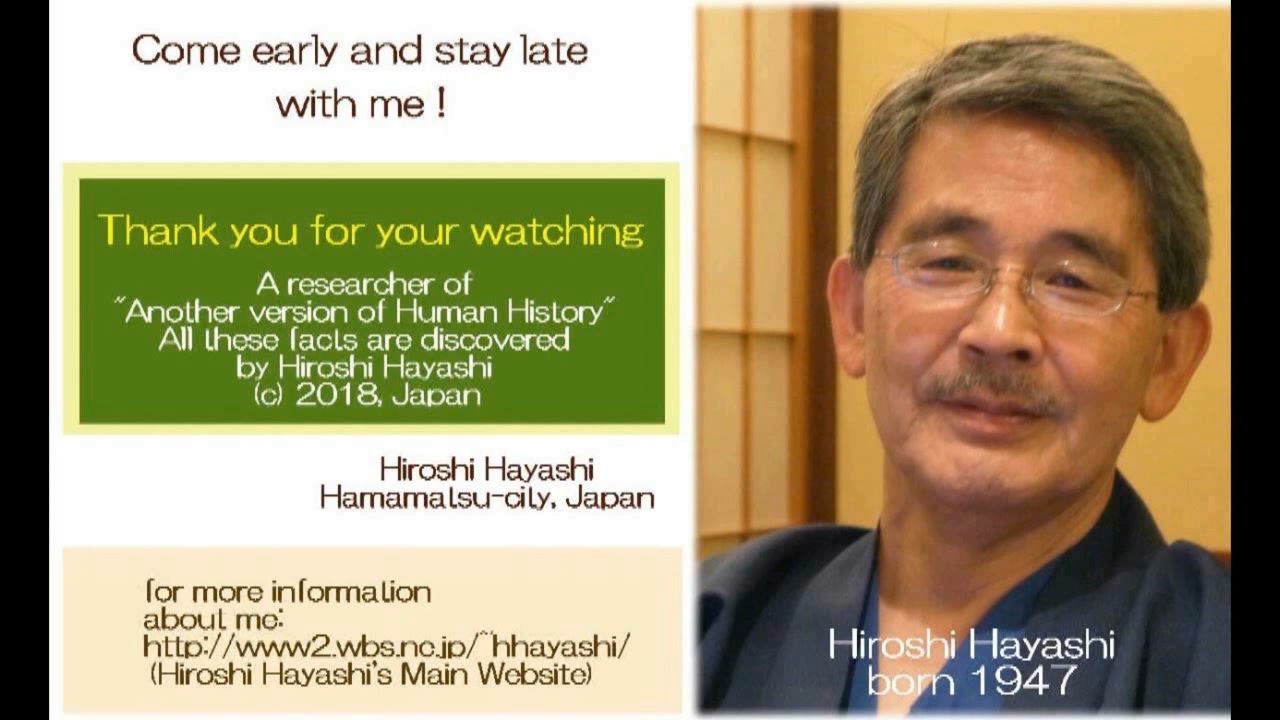 Come early and stay late
with me !
Thank you for your watching
A researcher of
"Another version of Human History"
All these facts are discovered
by Hiroshi Hayashi
(c) 2018, Japan
Hiroshi Hayashi
Hamamatsu-city, Japan
for more information
about me:
http://www2.wbs.ne.jp/~hhayashi/
(Hiroshi Hayashi's Main Website)
Hiroshi Hayashi
born 1947